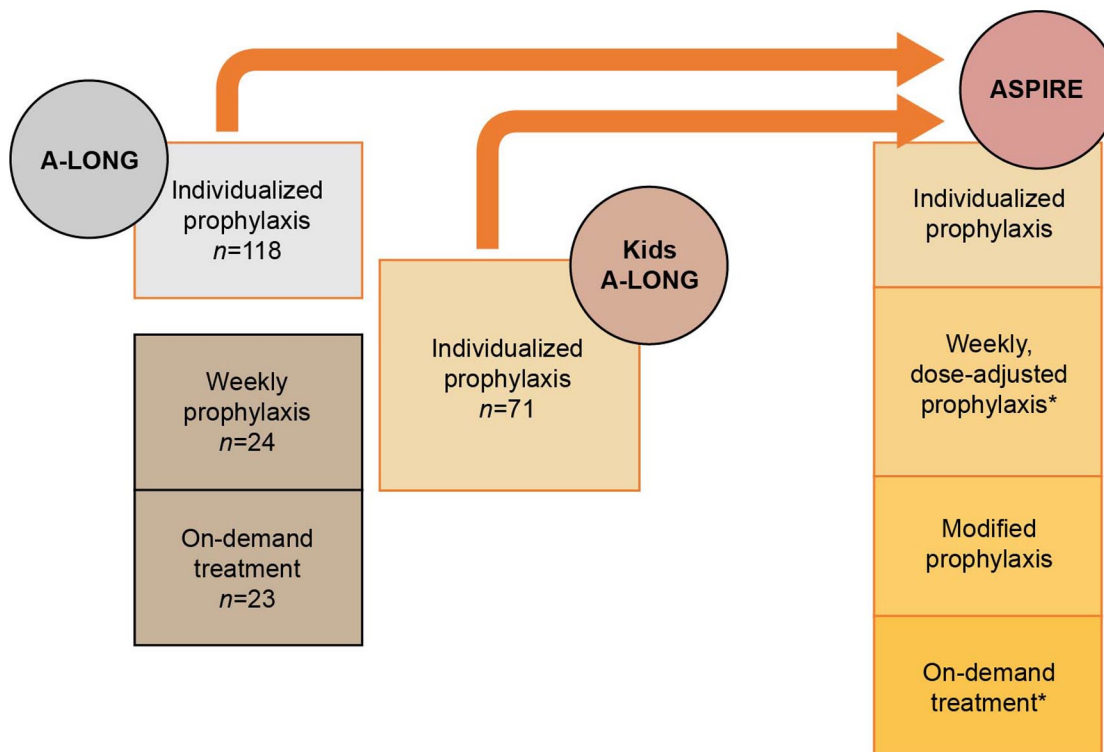 A-LONG
Individualized
prophylaxis
n=118
Weekly
prophylaxis
n=24
On-demand
treatment
n=23
Kids
A-LONG
Individualized
prophylaxis
n=71
ASPIRE
Individualized
prophylaxis
Weekly,
dose-adjusted
prophylaxis*
Modified
prophylaxis
On-demand
treatment*